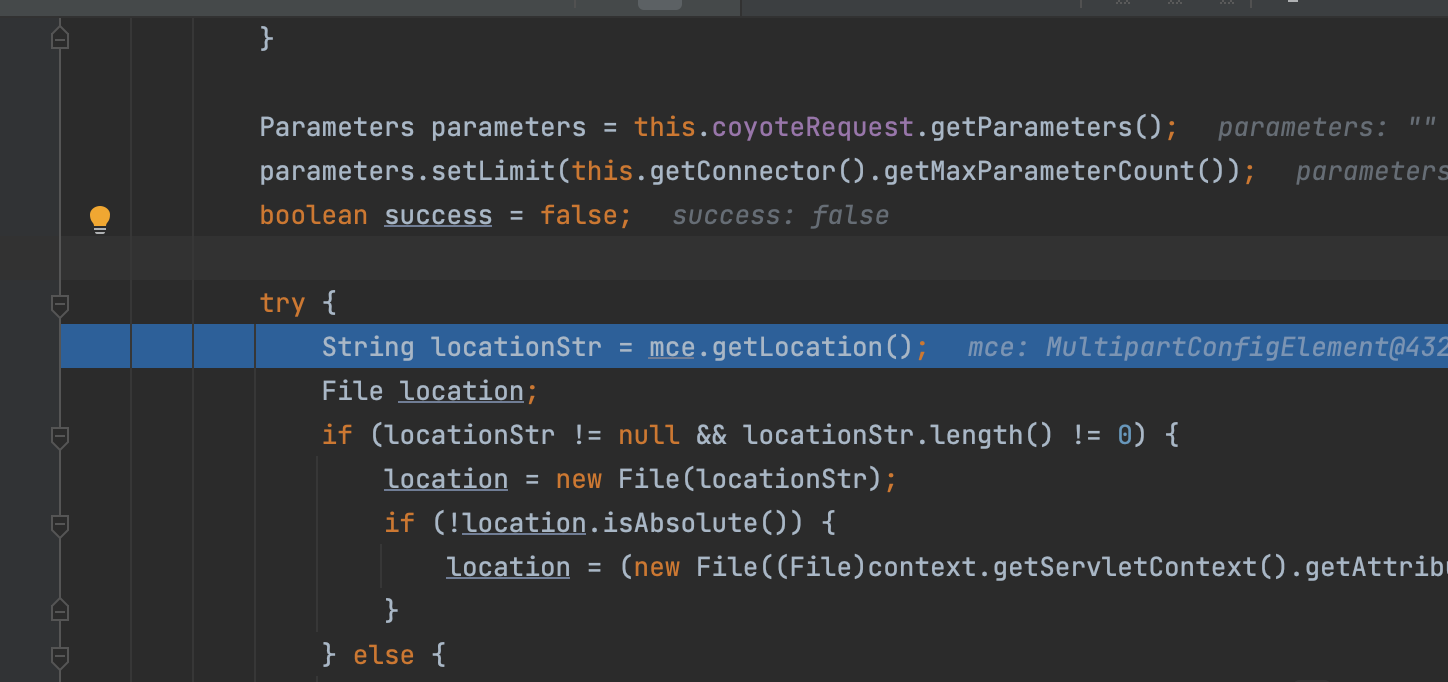 }
Parameters parameters = this.coyoteRequest.getParameters(); parameters: ""
parameters.setLimit(this.getConnector().getMaxParameterCount()); parameters
boolean success = false; success: false
try {
String locationStr = mce.getLocation(); mce: MultipartConfigElement@432
File location;
if (locationStr != null && locationStr.length() != 0) {
location = new File(locationStr);
if (!location.isAbsolute()) {
location = (new File((File)context.getServletContext().getAttribu
}
} else {